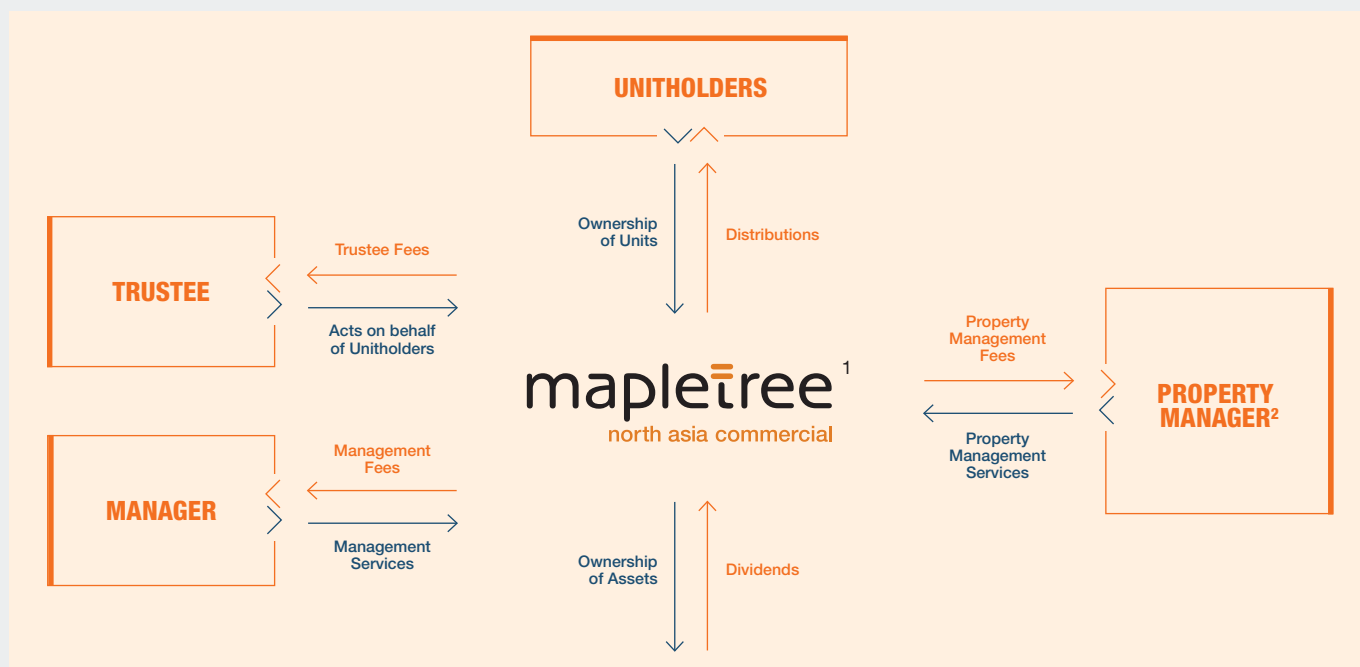 UNITHOLDERS
Ownership
of Units
Distributions
Trustee Fees
TRUSTEE
Acts on behalf
of Unitholders
Property
Management
Fees
mapletree 1
north asia commercial
PROPERTY
MANAGER²
Property
Management
Services
Management
Fees
MANAGER
Management
Services
Ownership
of Assets
Dividends